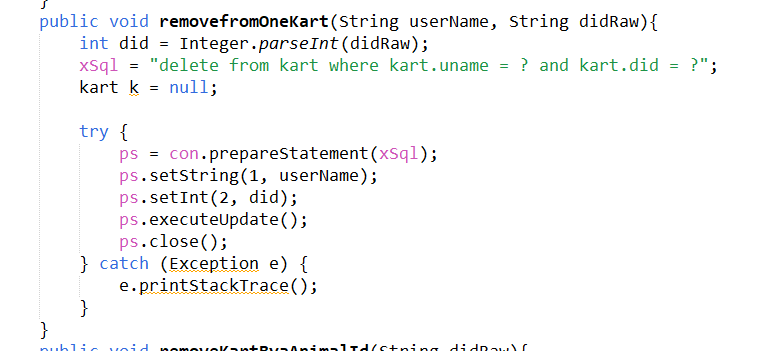 }
public void removefromOneKart(String userName, String didRaw){
int did = Integer.parseInt(didRaw);
xSql = "delete from kart where kart.uname = ? and kart.did = ?";
kart k = null;
try {
ps = con.prepareStatement(xSql);
ps.setString(1, userName);
ps.setInt(2, did);
ps.executeUpdate();
ps.close();
} catch (Exception e) {
e.printStackTrace();
}
}
public void removeKartByaAnimalId(String didRaw){